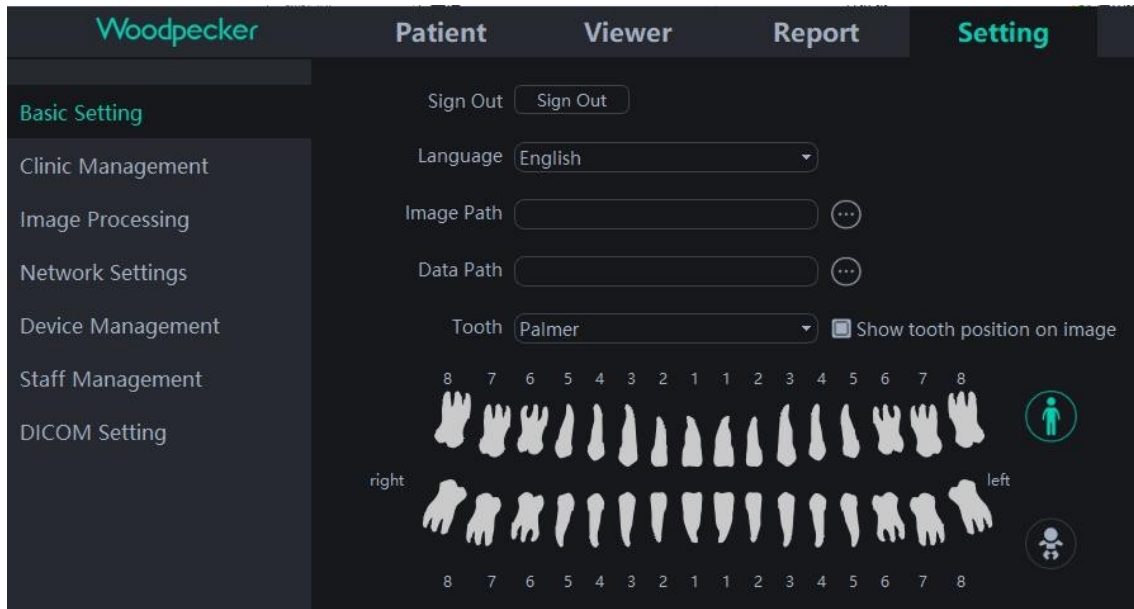 Woodpecker Patient Viewer Report Setting
Basic Setting
Clinic Management
Image Processing
Network Settings
Device Management
Staff Management
DICOM Setting
Sign Out Sign Out
Language English
Image Path
Data Path
Tooth Palmer Show tooth position on image
8 7 6 5 4 3 2 1 1 2 3 4 5 6 7 8
right left
8 7 6 5 4 3 2 1 1 2 3 4 5 6 7 8